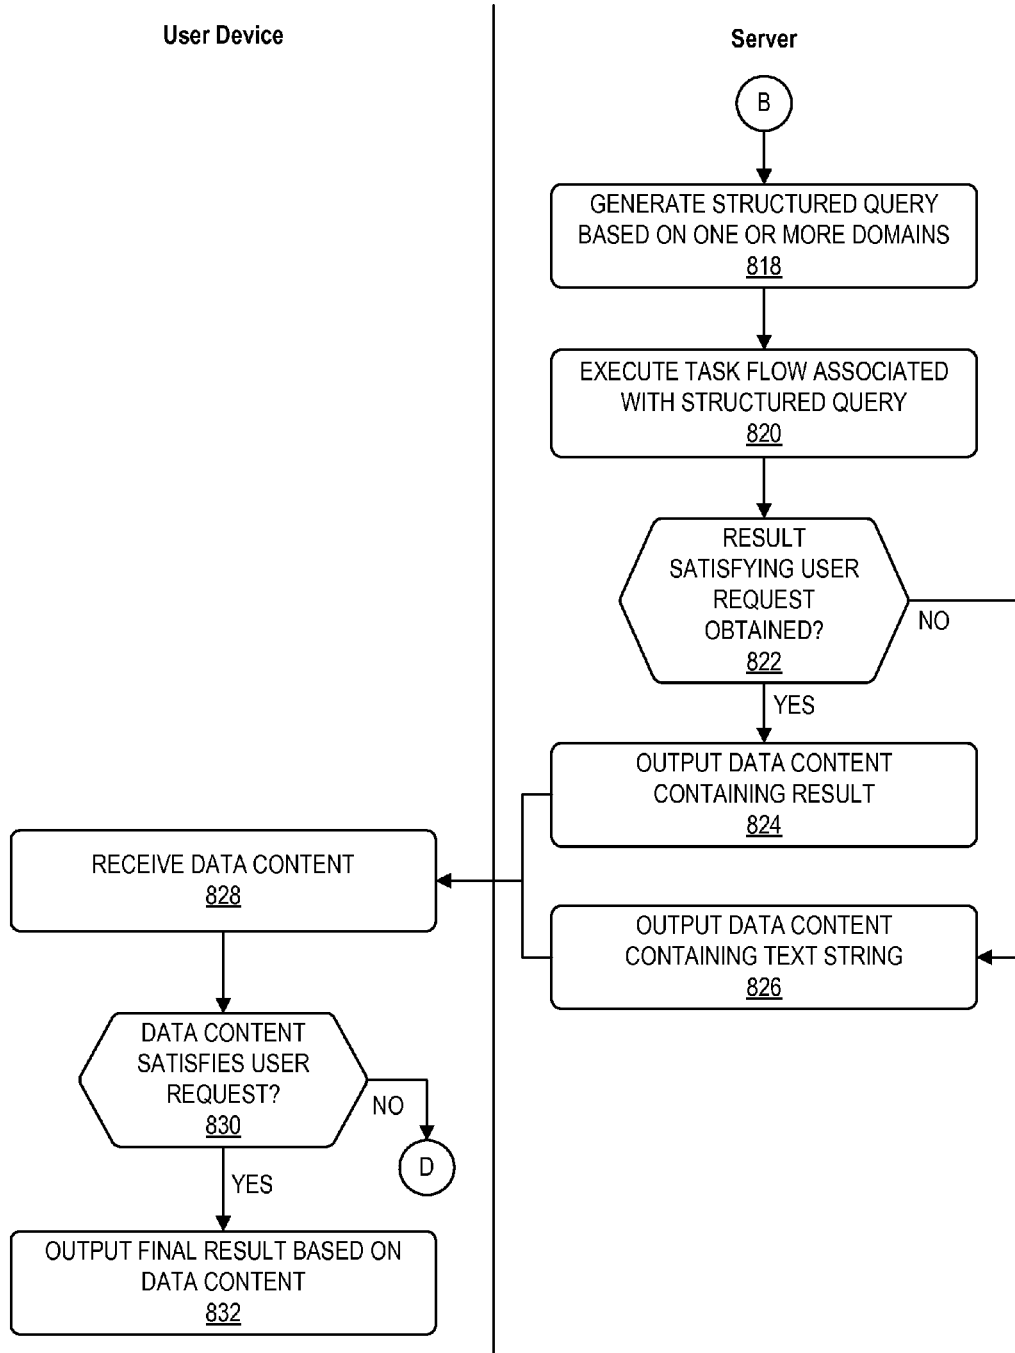 User Device
Server
B
GENERATE STRUCTURED QUERY
BASED ON ONE OR MORE DOMAINS
818
EXECUTE TASK FLOW ASSOCIATED
WITH STRUCTURED QUERY
820
RESULT
SATISFYING USER
REQUEST
OBTAINED?
822
NO
YES
OUTPUT DATA CONTENT
CONTAINING RESULT
824
OUTPUT DATA CONTENT
CONTAINING TEXT STRING
826
RECEIVE DATA CONTENT
828
DATA CONTENT
SATISFIES USER
REQUEST?
830
NO
D
YES
OUTPUT FINAL RESULT BASED ON
DATA CONTENT
832